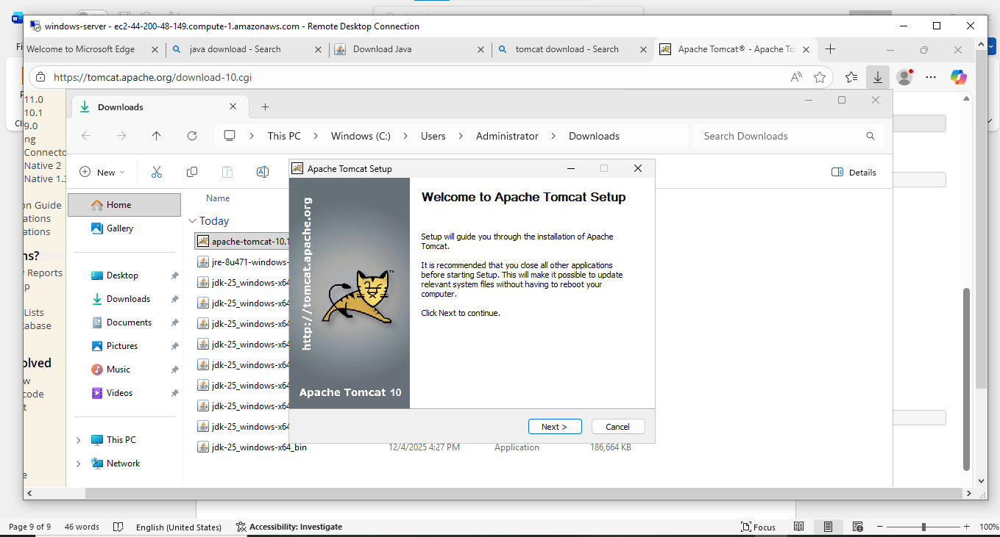 windows-server - ec2-44-200-48-149.compute-1.amazonaws.com - Remote Desktop Connection
Welcome to Microsoft Edge
java download - Search
Download Java
tomcat download - Search
Apache Tomcat® - Apache To
https://tomcat.apache.org/download-10.cgi
11.0
10.1
9.0
ng
Connecto
Native 2
Native 1.3
on Guide
ations
ations
ns?
Reports
p
Lists
tabase
olved
w
code
t
e
Downloads
This PC > Windows (C:) > Users > Administrator > Downloads
Search Downloads
New
Details
Home
Gallery
Desktop
Downloads
Documents
Pictures
Music
Videos
This PC
Network
Name
Today
apache-tomcat-10.1
jre-8u471-windows-
jdk-25_windows-x64
jdk-25_windows-x64
jdk-25_windows-x64
jdk-25_windows-x64
jdk-25_windows-x64
jdk-25_windows-x64
jdk-25_windows-x64
jdk-25_windows-x64
jdk-25_windows-x64_bin 12/4/2025 4:27 PM Application 186,664 KB
Apache Tomcat Setup
http://tomcat.apache.org
TM
Apache Tomcat 10
Welcome to Apache Tomcat Setup
Setup will guide you through the installation of Apache
Tomcat.
It is recommended that you close all other applications
before starting Setup. This will make it possible to update
relevant system files without having to reboot your
computer.
Click Next to continue.
Next >
Cancel
Page 9 of 9
46 words
English (United States)
Accessibility: Investigate
Focus
100%